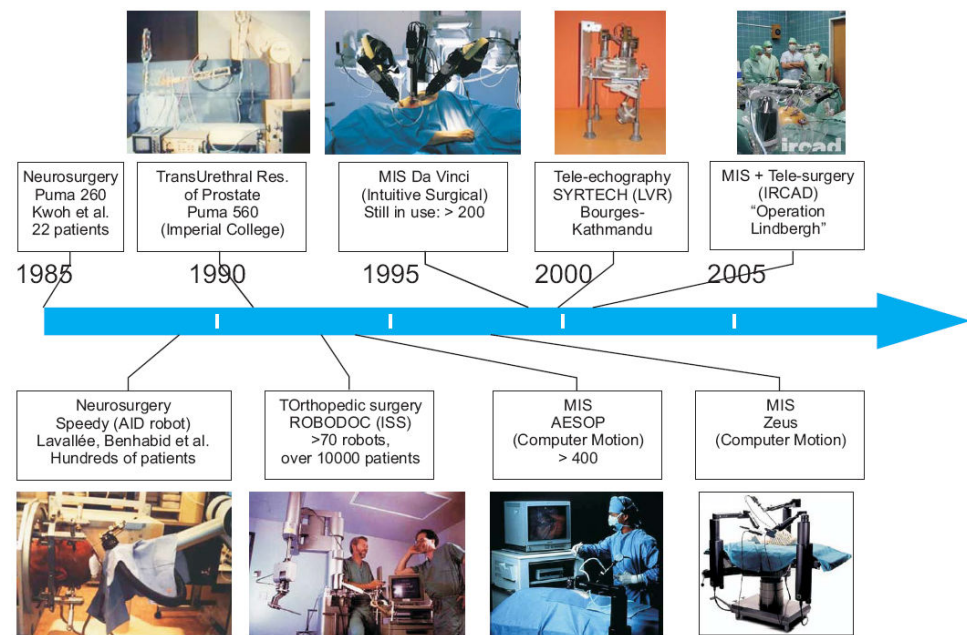 ircad
Neurosurgery
Puma 260
Kwoh et al.
22 patients
TransUrethral Res.
of Prostate
Puma 560
(Imperial College)
MIS Da Vinci
(Intuitive Surgical)
Still in use: > 200
Tele-echography
SYRTECH (LVR)
Bourges-
Kathmandu
MIS + Tele-surgery
(IRCAD)
“Operation
Lindbergh”
1985
1990
1995
2000
2005
Neurosurgery
Speedy (AID robot)
Lavallée, Benhabid et al.
Hundreds of patients
TOrthopedic surgery
ROBODOC (ISS)
>70 robots,
over 10000 patients
MIS
AESOP
(Computer Motion)
> 400
MIS
Zeus
(Computer Motion)